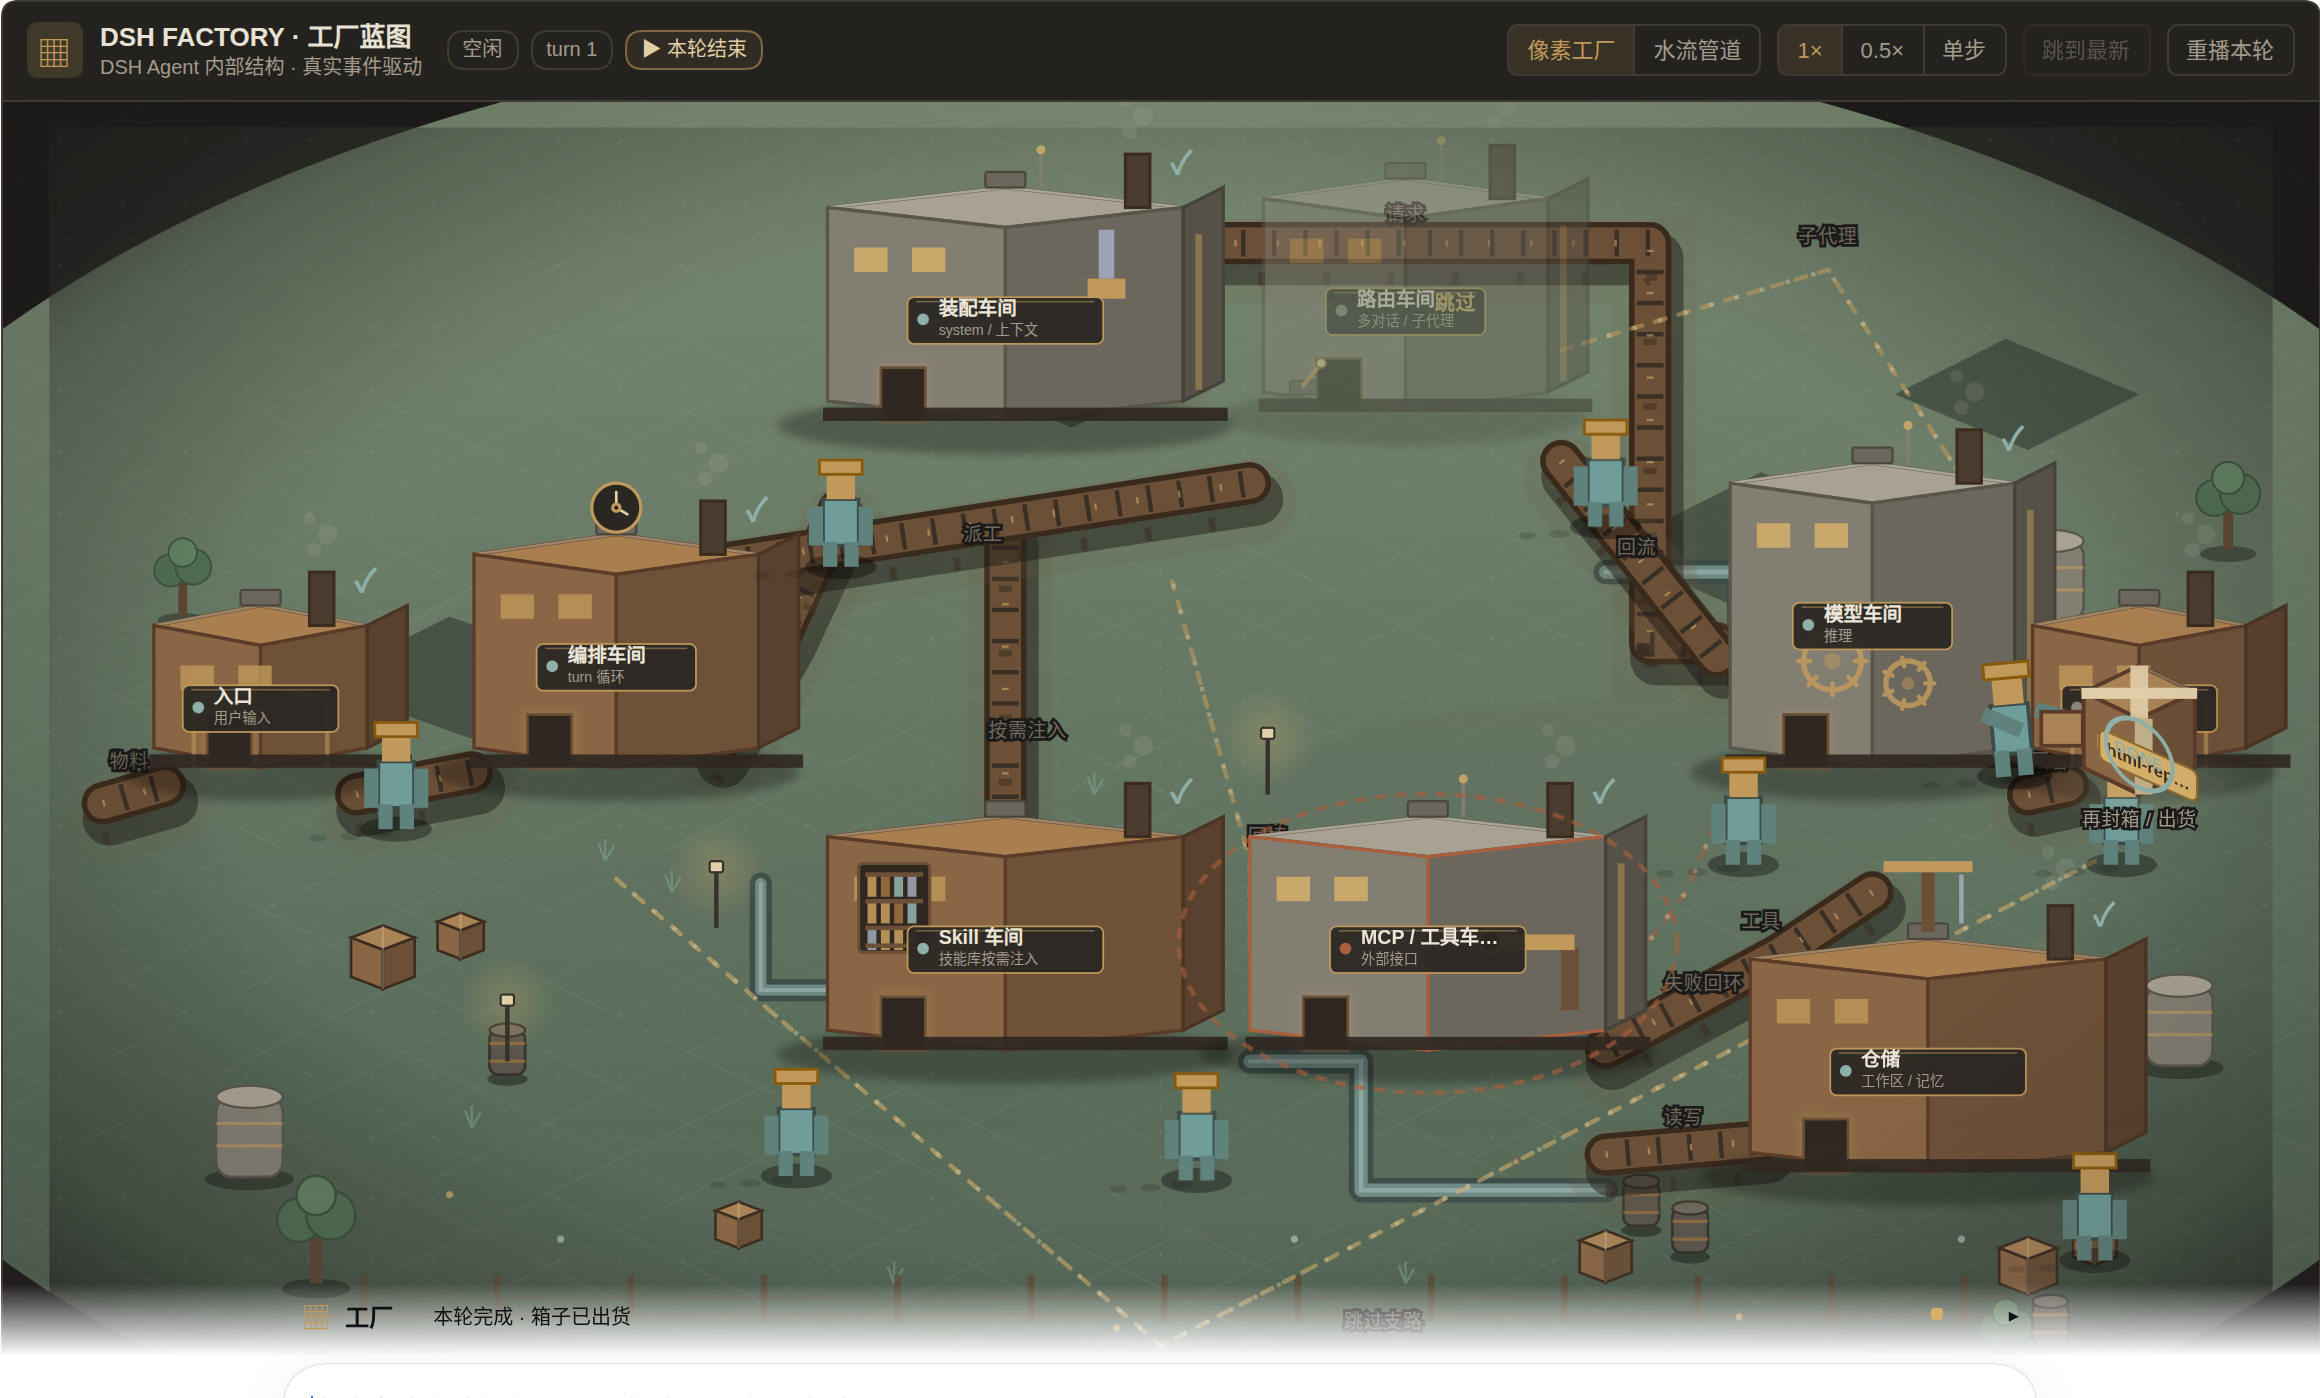 DSH FACTORY · 工厂蓝图
DSH Agent 内部结构 · 真实事件驱动
空闲
turn 1
▶ 本轮结束
像素工厂
水流管道
1×
0.5×
单步
跳到最新
重播本轮
请求
子代理
装配车间
system / 上下文
路由车间
跳过
多对话 / 子代理
派工
回流
模型车间
推理
编排车间
turn 循环
入口
用户输入
物料
按需注入
html-rep…
DONE
再封箱 / 出货
Skill 车间
技能库按需注入
MCP / 工具车…
外部接口
工具
失败回环
仓储
工作区 / 记忆
读写
工厂
本轮完成 · 箱子已出货
跳过支路